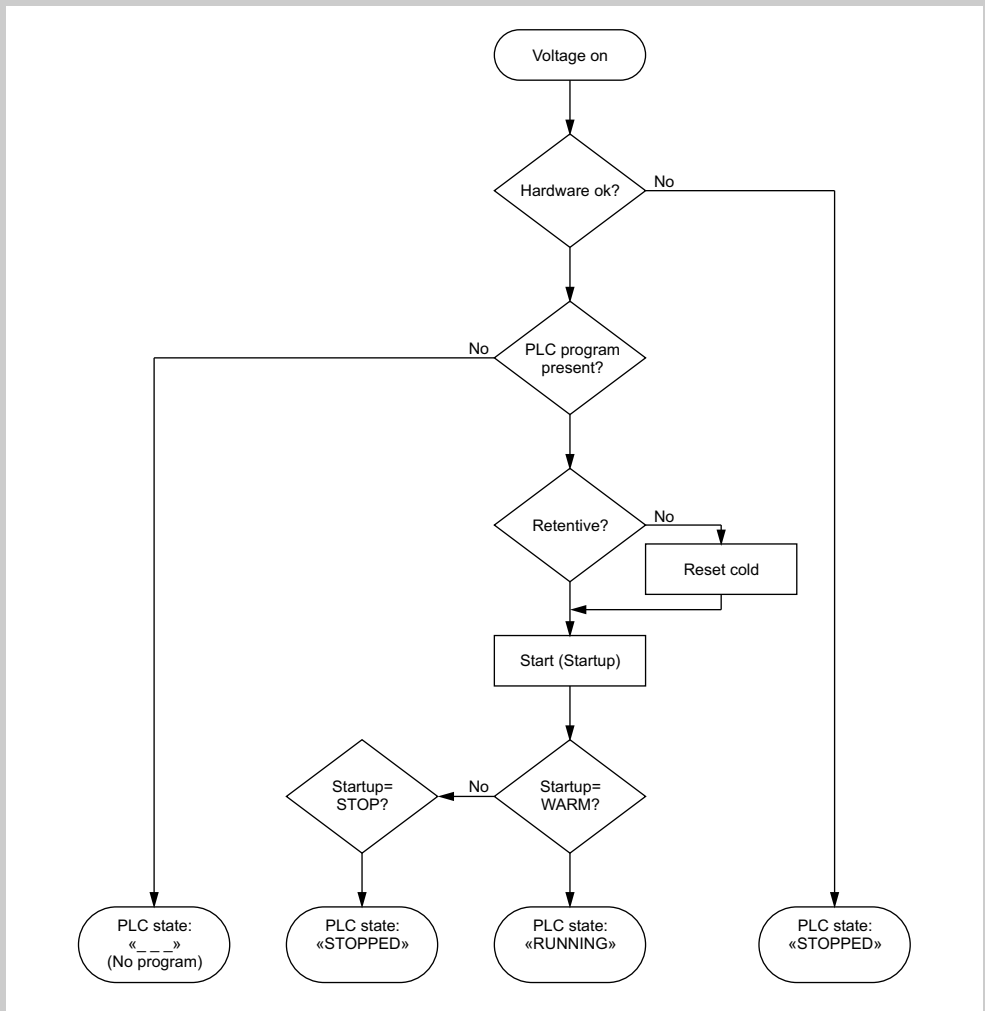 Voltage on
Hardware ok?
No
PLC program
present?
No
Retentive?
No
Reset cold
Start (Startup)
Startup=
STOP?
No
Startup=
WARM?
PLC state:
«_ _ _»
(No program)
PLC state:
«STOPPED»
PLC state:
«RUNNING»
PLC state:
«STOPPED»